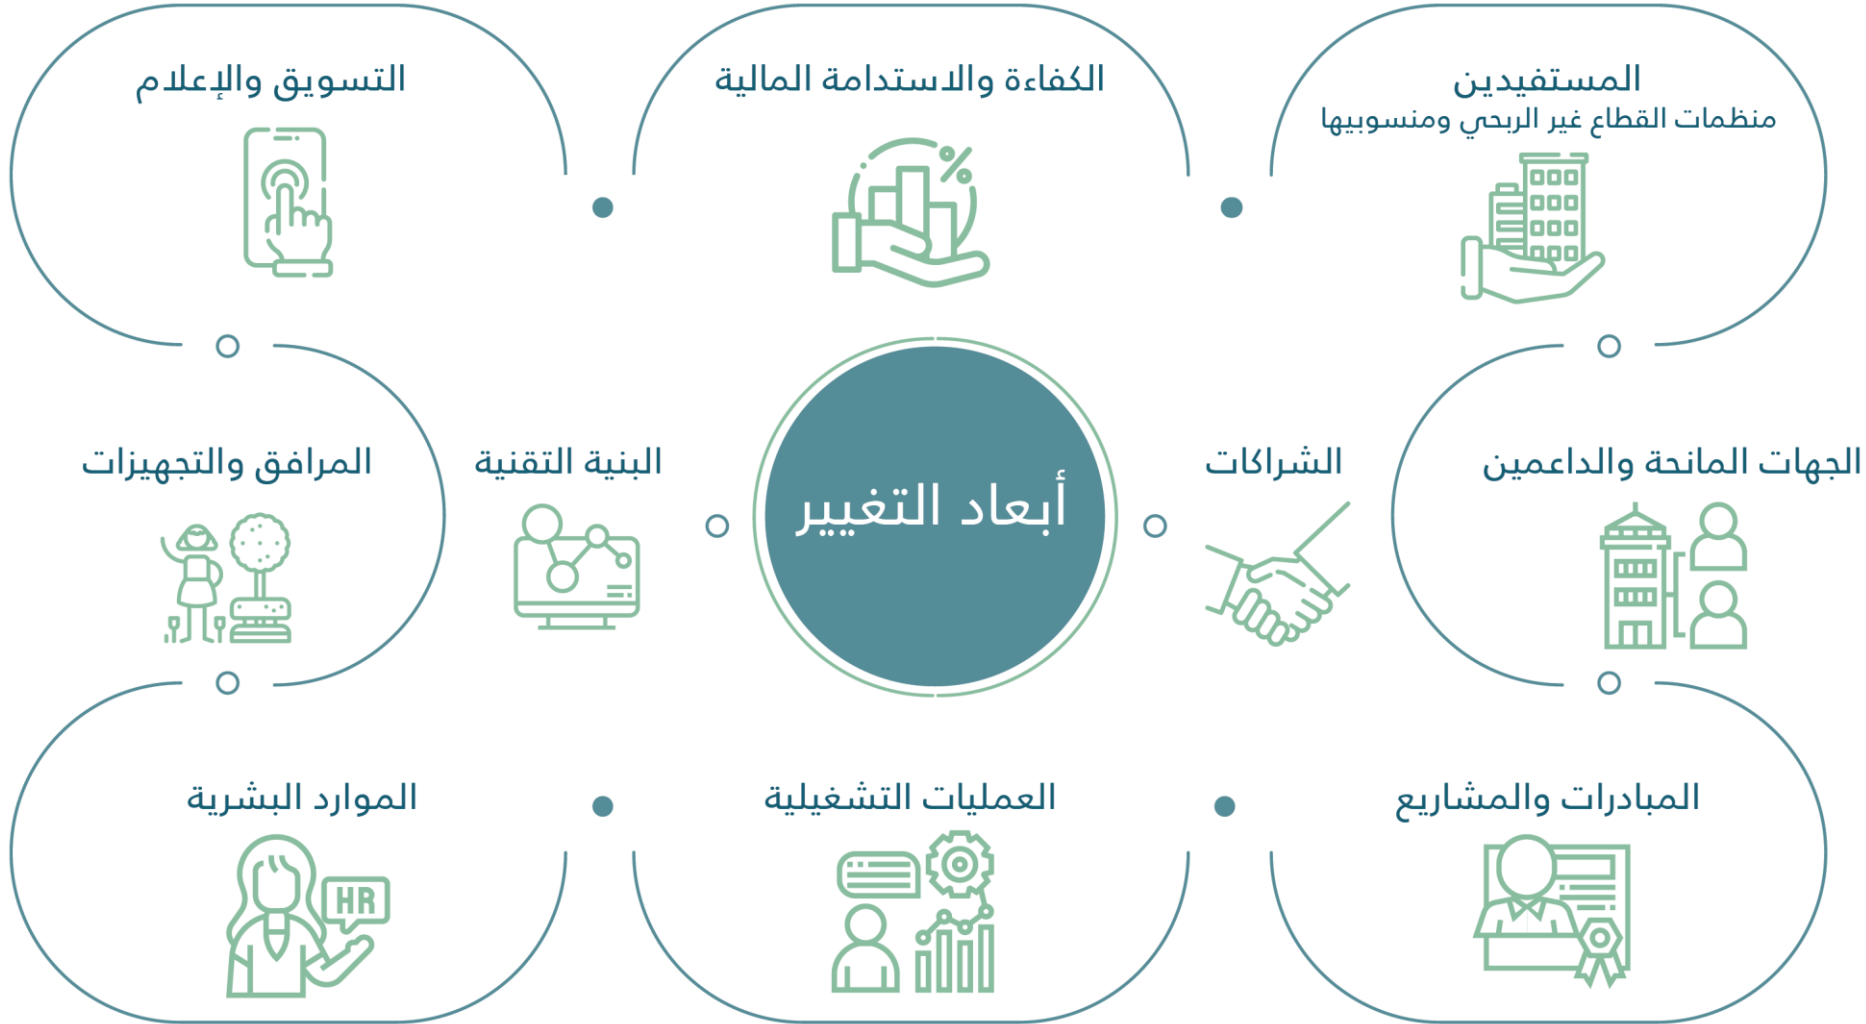 المستفيدين
منظمات القطاع غير الربحي ومنسوبيها
الكفاءة والاستدامة المالية
التسويق والإعلام
الجهات المانحة والداعمين
الشراكات
أبعاد التغيير
البنية التقنية
المرافق والتجهيزات
المبادرات والمشاريع
العمليات التشغيلية
الموارد البشرية
HR
%